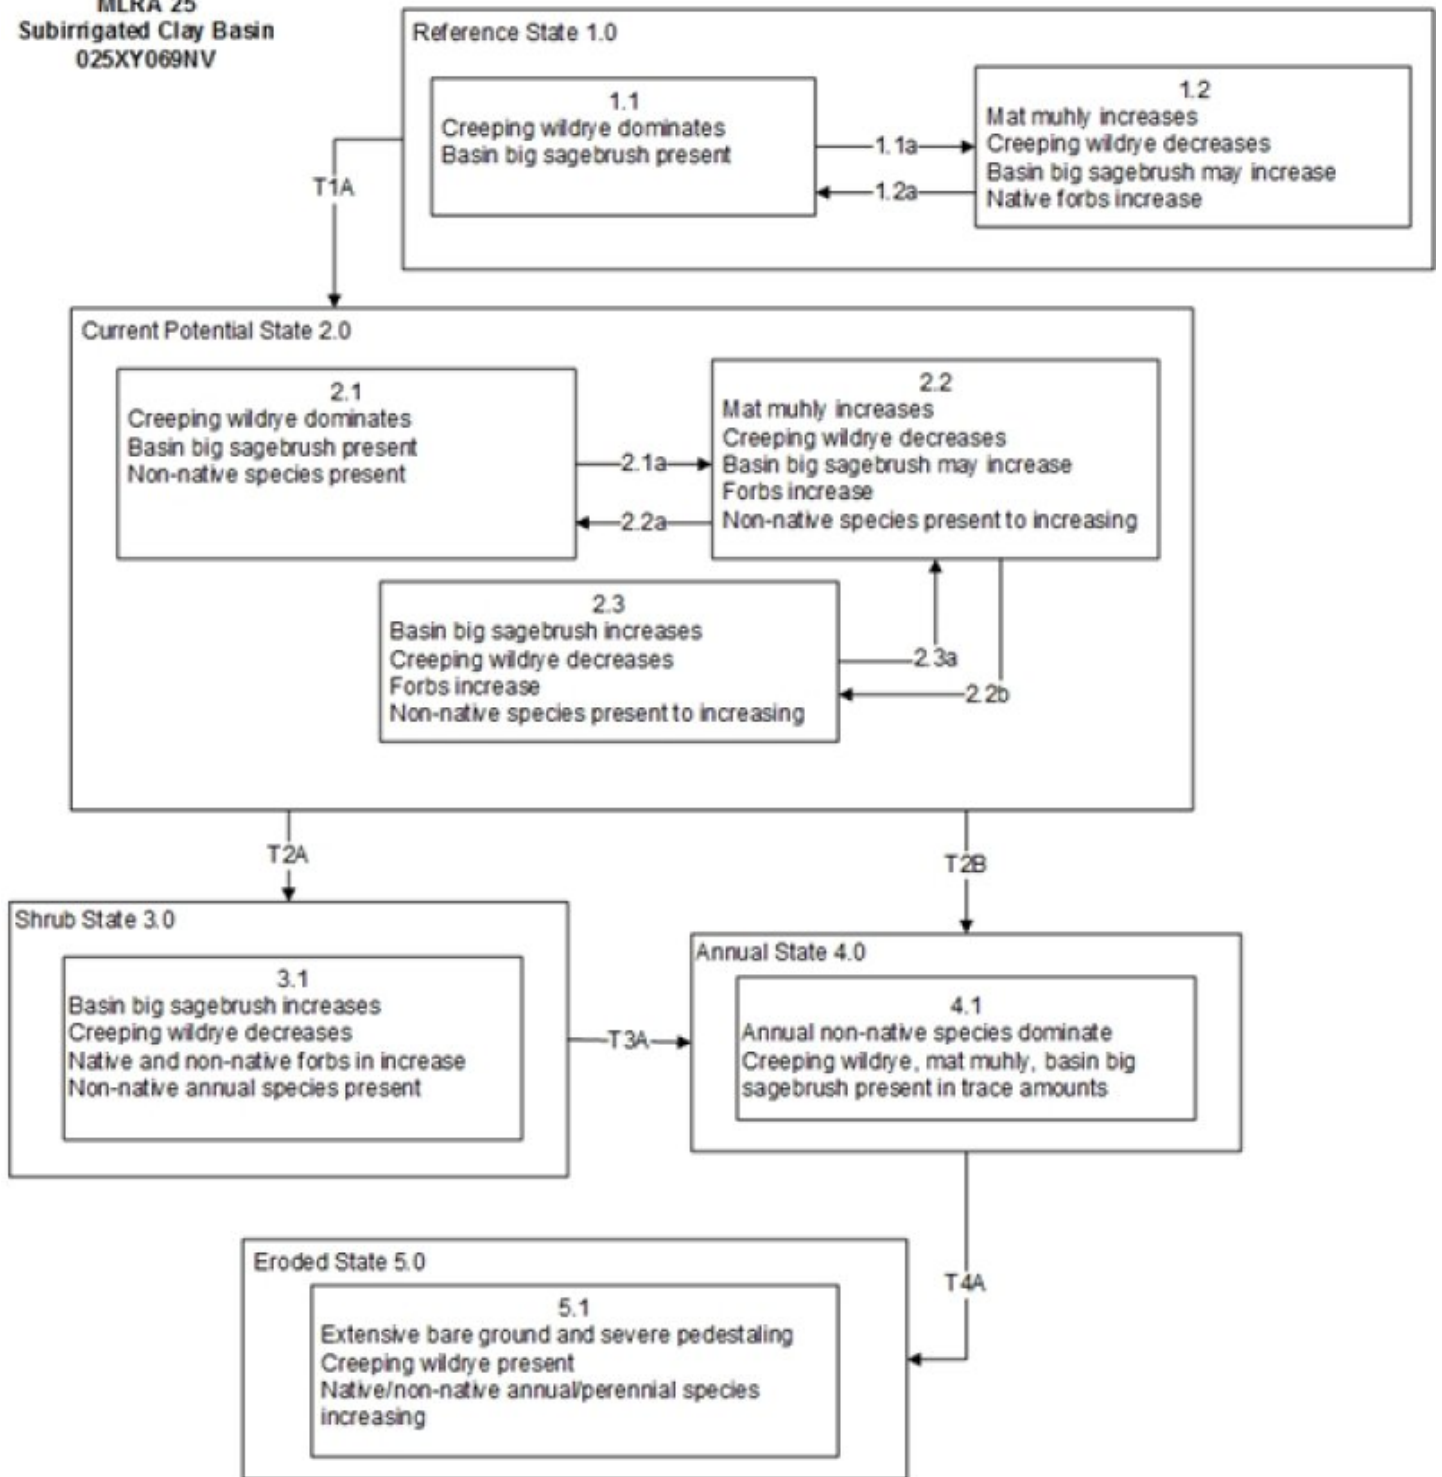 MLRA 25
Subirrigated Clay Basin
025XY069NV
Reference State 1.0
1.1
Creeping wildrye dominates
Basin big sagebrush present
1.1a
1.2a
1.2
Mat muhly increases
Creeping wildrye decreases
Basin big sagebrush may increase
Native forbs increase
T1A
Current Potential State 2.0
2.1
Creeping wildrye dominates
Basin big sagebrush present
Non-native species present
2.1a
2.2a
2.2
Mat muhly increases
Creeping wildrye decreases
Basin big sagebrush may increase
Forbs increase
Non-native species present to increasing
2.3
Basin big sagebrush increases
Creeping wildrye decreases
Forbs increase
Non-native species present to increasing
2.3a
2.2b
T2A
T2B
Shrub State 3.0
3.1
Basin big sagebrush increases
Creeping wildrye decreases
Native and non-native forbs in increase
Non-native annual species present
T3A
Annual State 4.0
4.1
Annual non-native species dominate
Creeping wildrye, mat muhly, basin big
sagebrush present in trace amounts
T4A
Eroded State 5.0
5.1
Extensive bare ground and severe pedestaling
Creeping wildrye present
Native/non-native annual/perennial species
increasing